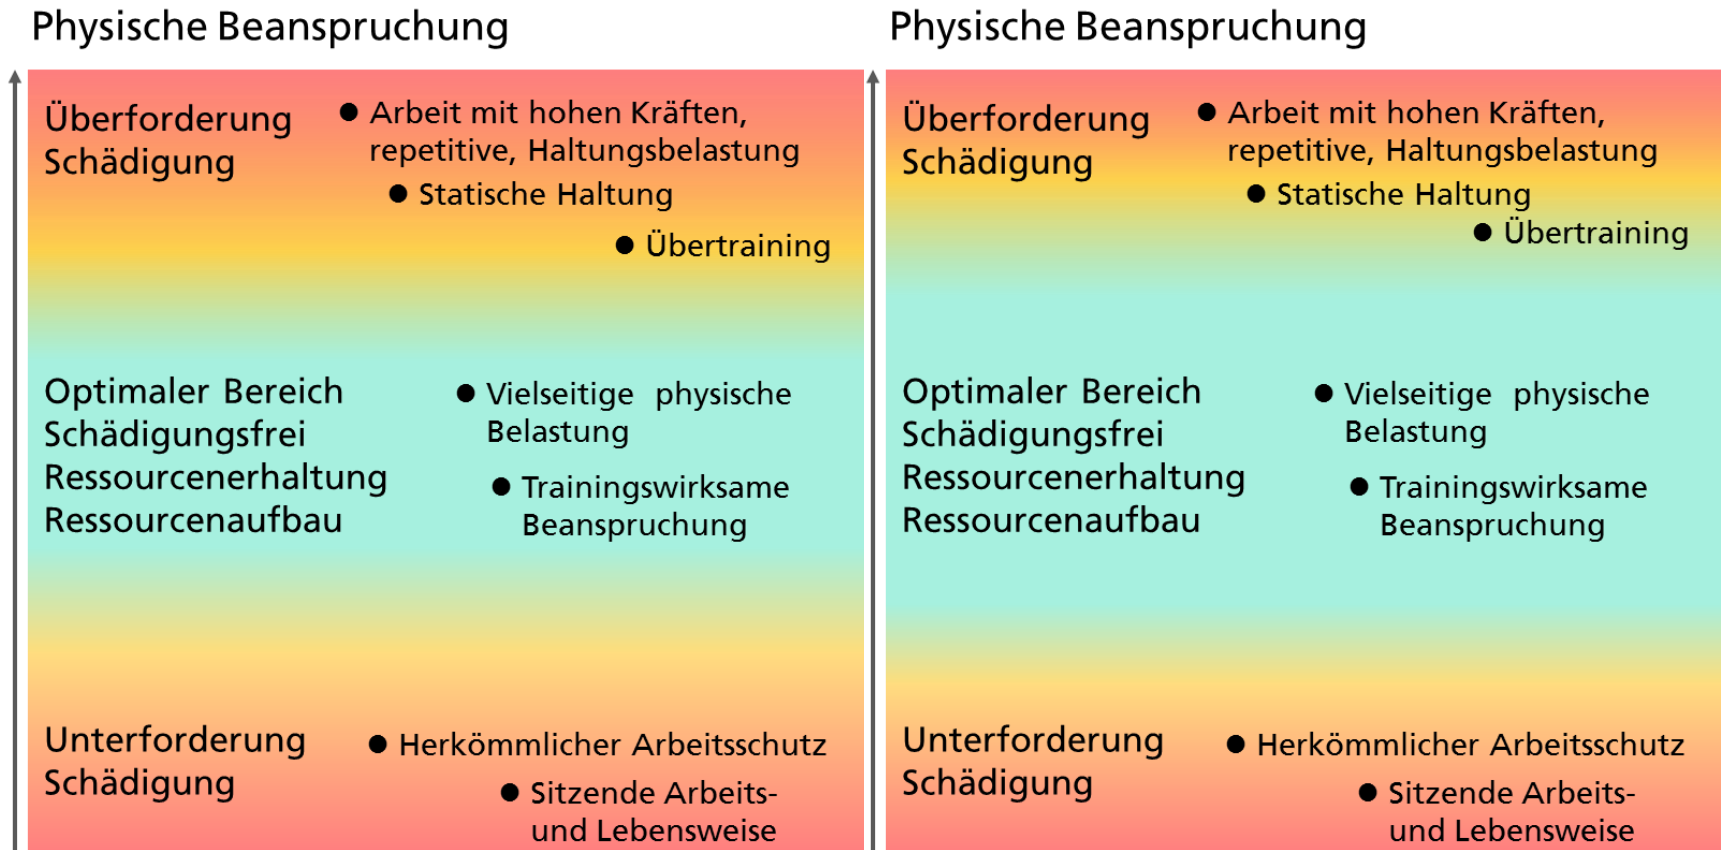 Physische Beanspruchung
Überforderung
Schädigung
● Arbeit mit hohen Kräften,
repetitive, Haltungsbelastung
● Statische Haltung
● Übertraining
Optimaler Bereich
Schädigungsfrei
Ressourcenerhaltung
Ressourcenaufbau
● Vielseitige physische
Belastung
● Trainingswirksame
Beanspruchung
Unterforderung
Schädigung
● Herkömmlicher Arbeitsschutz
● Sitzende Arbeits-
und Lebensweise
Physische Beanspruchung
Überforderung
Schädigung
● Arbeit mit hohen Kräften,
repetitive, Haltungsbelastung
● Statische Haltung
● Übertraining
Optimaler Bereich
Schädigungsfrei
Ressourcenerhaltung
Ressourcenaufbau
● Vielseitige physische
Belastung
● Trainingswirksame
Beanspruchung
Unterforderung
Schädigung
● Herkömmlicher Arbeitsschutz
● Sitzende Arbeits-
und Lebensweise